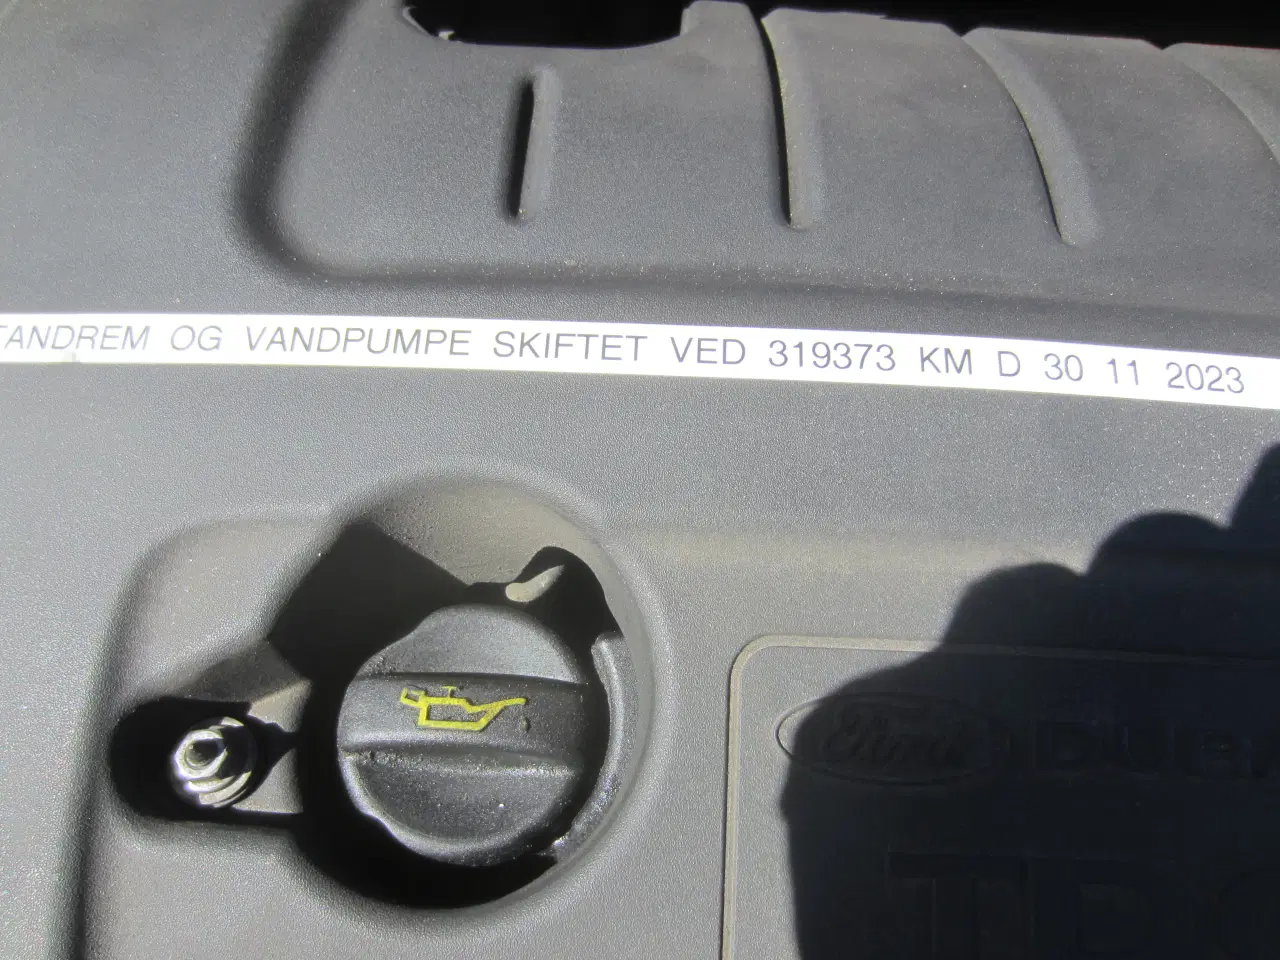 TANDREM OG VANDPUMPE SKIFTET VED 319373 KM D 30 11 2023
Ford